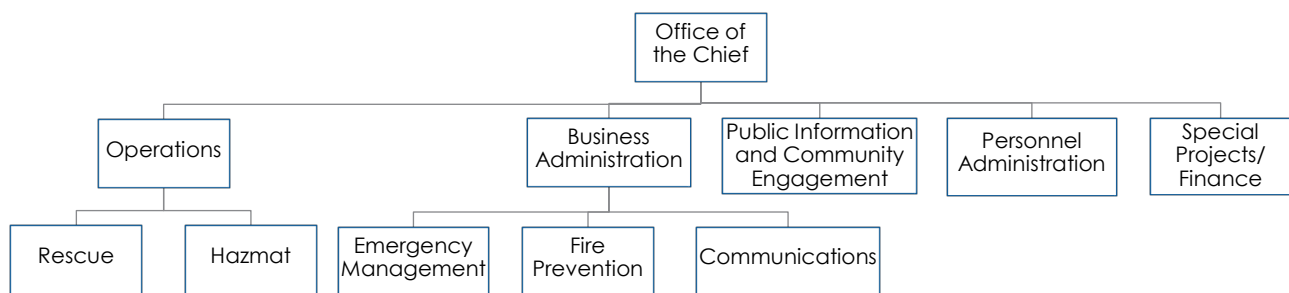 Office of
the Chief
Operations
Business
Administration
Public Information
and Community
Engagement
Personnel
Administration
Special
Projects/
Finance
Rescue
Hazmat
Emergency
Management
Fire
Prevention
Communications